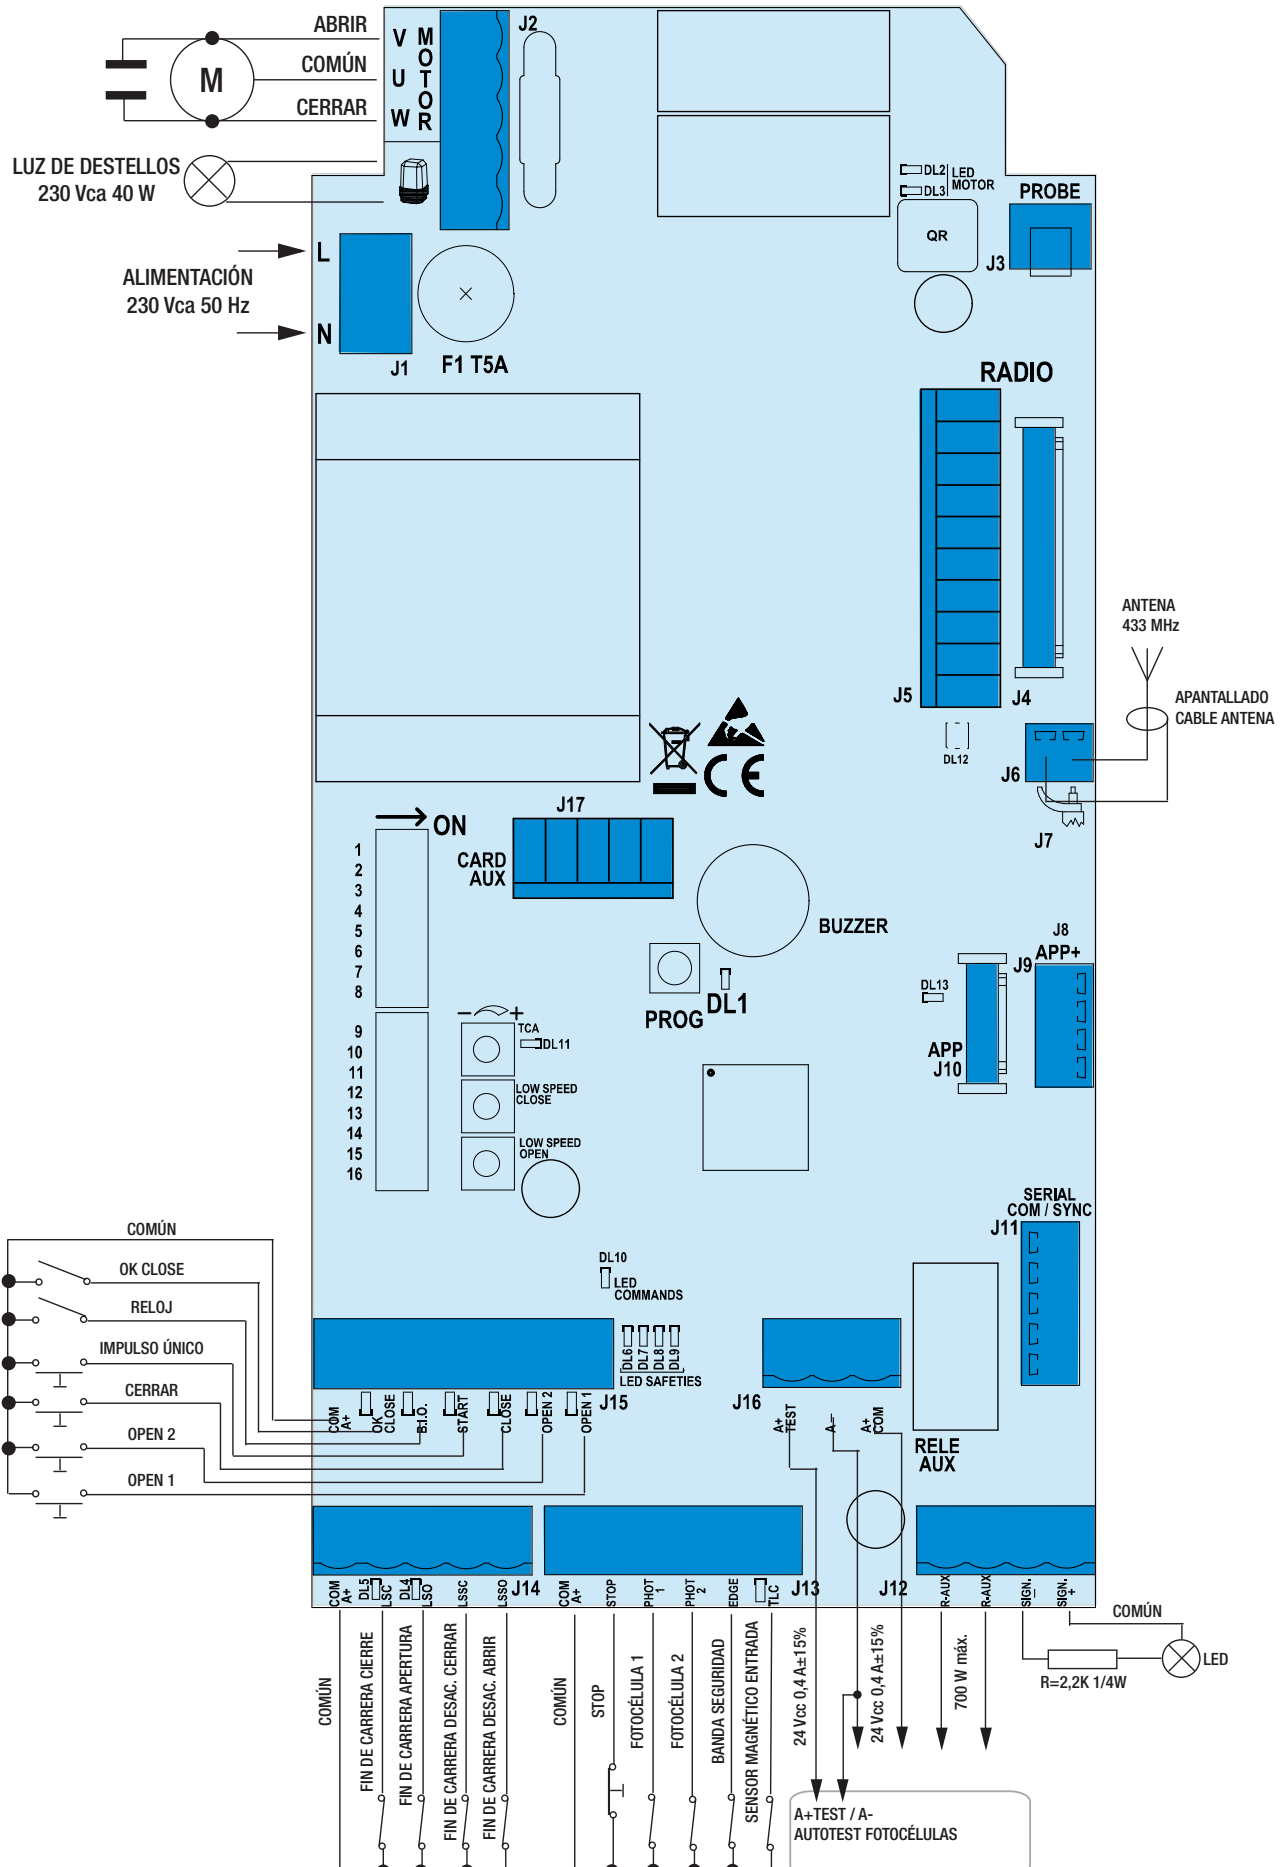 ABRIR
COMÚN
CERRAR
M
V
U
W
MOTOR
J2
LUZ DE DESTELLOS
230 Vca 40 W
L
ALIMENTACIÓN
230 Vca 50 Hz
N
J1
F1 T5A
DL2
DL3
LED
MOTOR
PROBE
QR
J3
RADIO
J5
J4
ANTENA
433 MHz
APANTALLADO
CABLE ANTENA
DL12
J6
J7
CE
J17
ON
CARD
AUX
1
2
3
4
5
6
7
8
9
10
11
12
13
14
15
16
BUZZER
PROG
DL1
J8
APP+
J9
DL13
APP
J10
- +
TCA
DL11
LOW SPEED
CLOSE
LOW SPEED
OPEN
SERIAL
COM / SYNC
J11
DL10
LED
COMMANDS
DL6
DL7
DL8
DL9
LED SAFETIES
COMÚN
OK CLOSE
RELOJ
IMPULSO ÚNICO
CERRAR
OPEN 2
OPEN 1
J15
COM
A+
OK
CLOSE
B.I.O.
START
CLOSE
OPEN 2
OPEN 1
J16
A+
TEST
A-
A+
COM
RELE
AUX
J14
COM
A+
DL5
LSC
DL4
LSO
LSSC
LSSO
J13
COM
A+
STOP
PHOT
1
PHOT
2
EDGE
TLC
J12
R-AUX
R-AUX
SIGN.
-
SIGN.
+
COMÚN
LED
R=2,2K 1/4W
COMÚN
FIN DE CARRERA CIERRE
FIN DE CARRERA APERTURA
FIN DE CARRERA DESAC. CERRAR
FIN DE CARRERA DESAC. ABRIR
COMÚN
STOP
FOTOCÉLULA 1
FOTOCÉLULA 2
BANDA SEGURIDAD
SENSOR MAGNÉTICO ENTRADA
24 Vcc 0,4 A±15%
24 Vcc 0,4 A±15%
700 W máx.
A+TEST / A-
AUTOTEST FOTOCÉLULAS